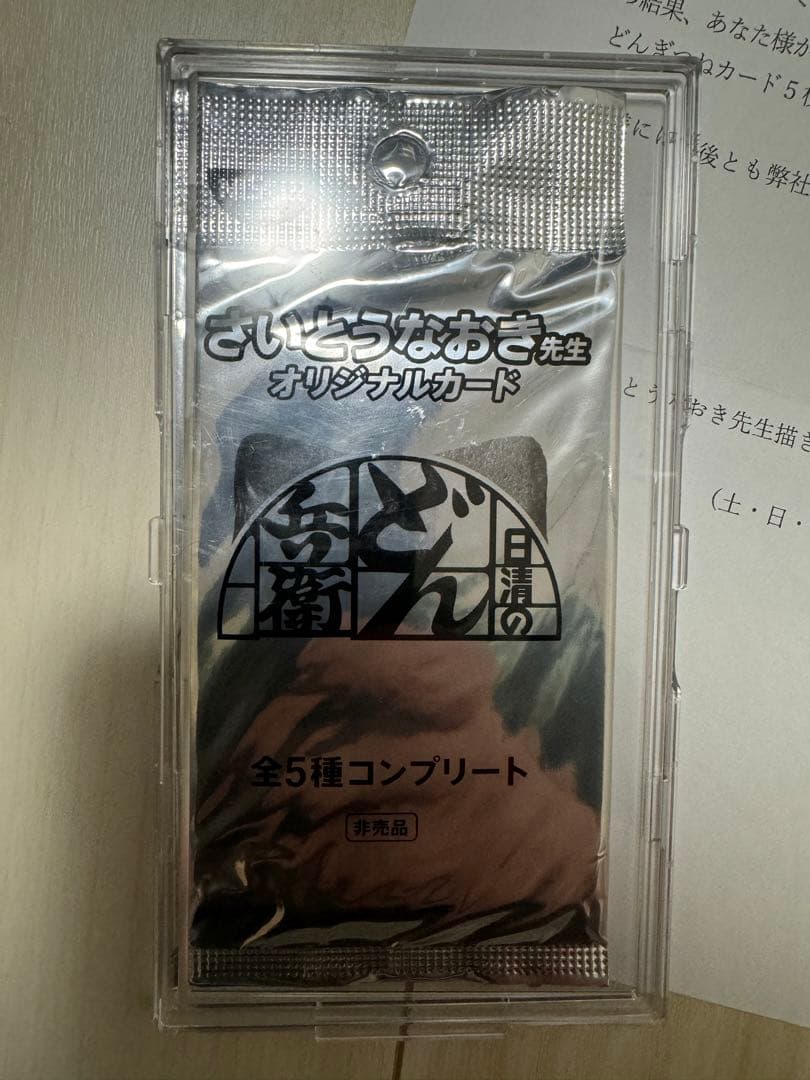 さいとうなおき先生
オリジナルカード
日清の
どん
兵衛
全5種コンプリート
非売品
結果、あなた様が
どんぎつねカード5
後とも弊社
おき先生描き
(土・日・